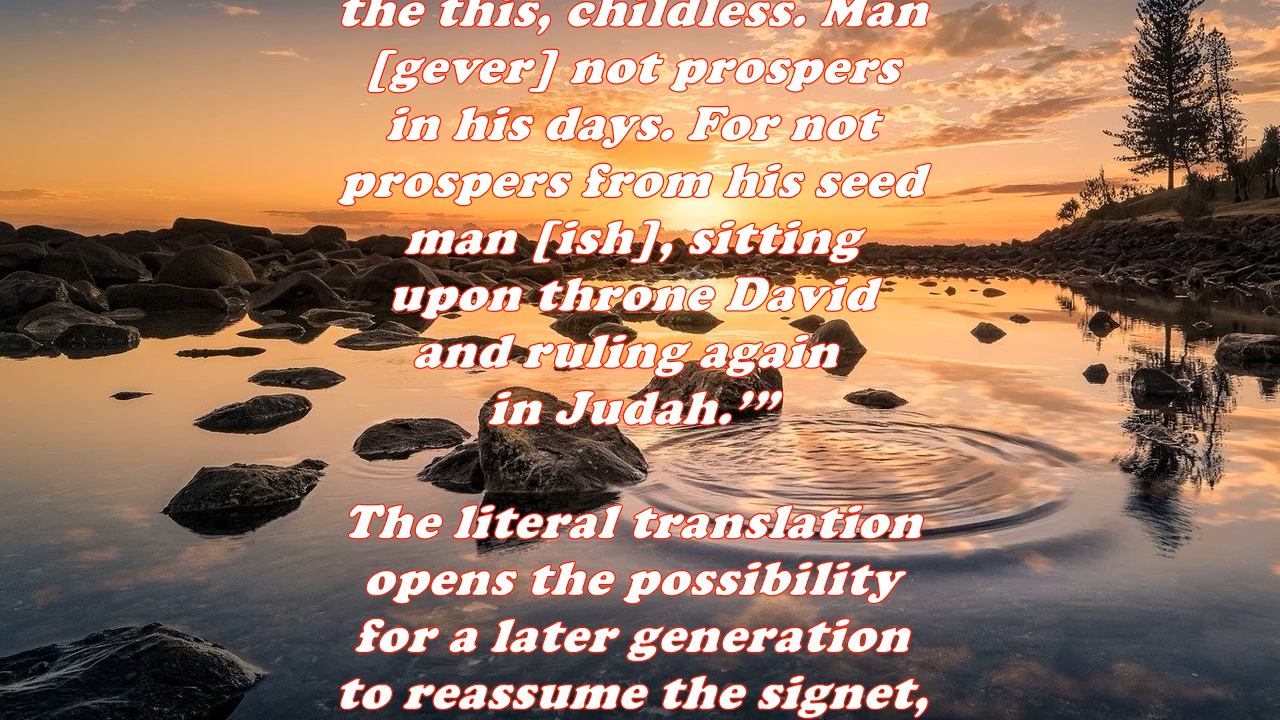 the this, childless. Man
[gever] not prospers
in his days. For not
prospers from his seed
man [ish], sitting
upon throne David
and ruling again
in Judah.’”
The literal translation
opens the possibility
for a later generation
to reassume the signet,